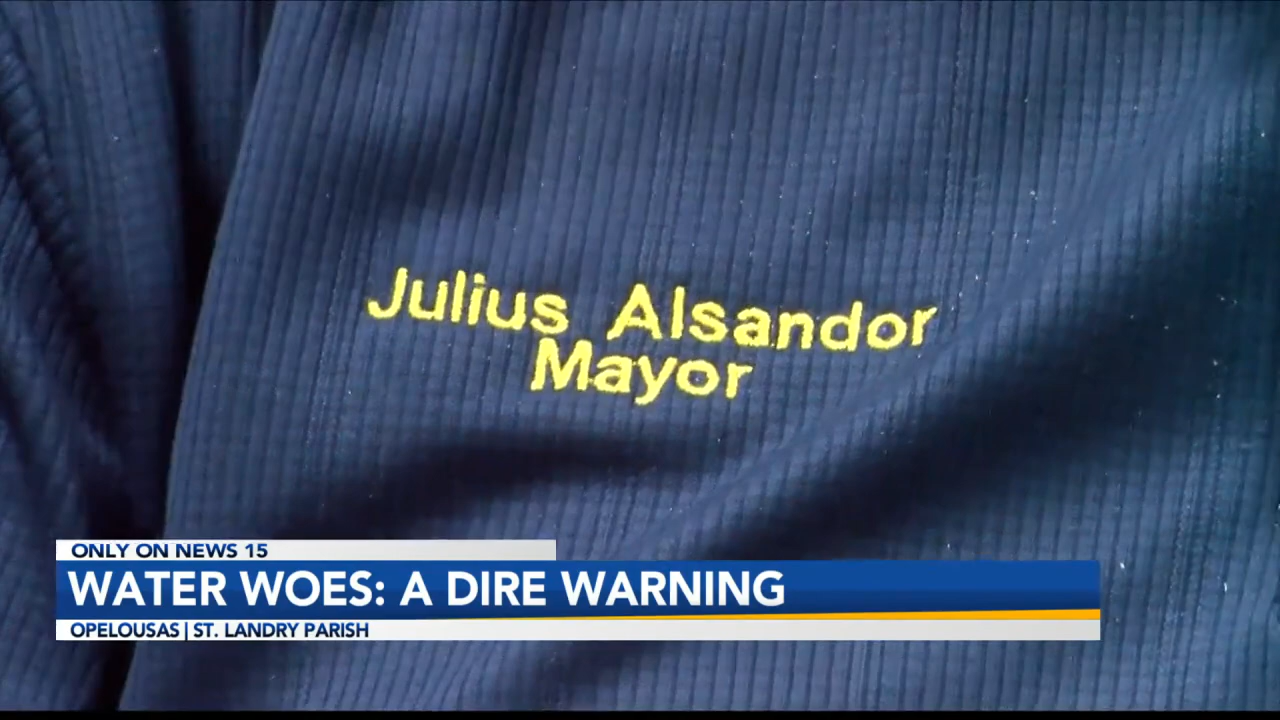 Julius Alsandor
Mayor
ONLY ON NEWS 15
WATER WOES: A DIRE WARNING
OPELOUSAS | ST. LANDRY PARISH